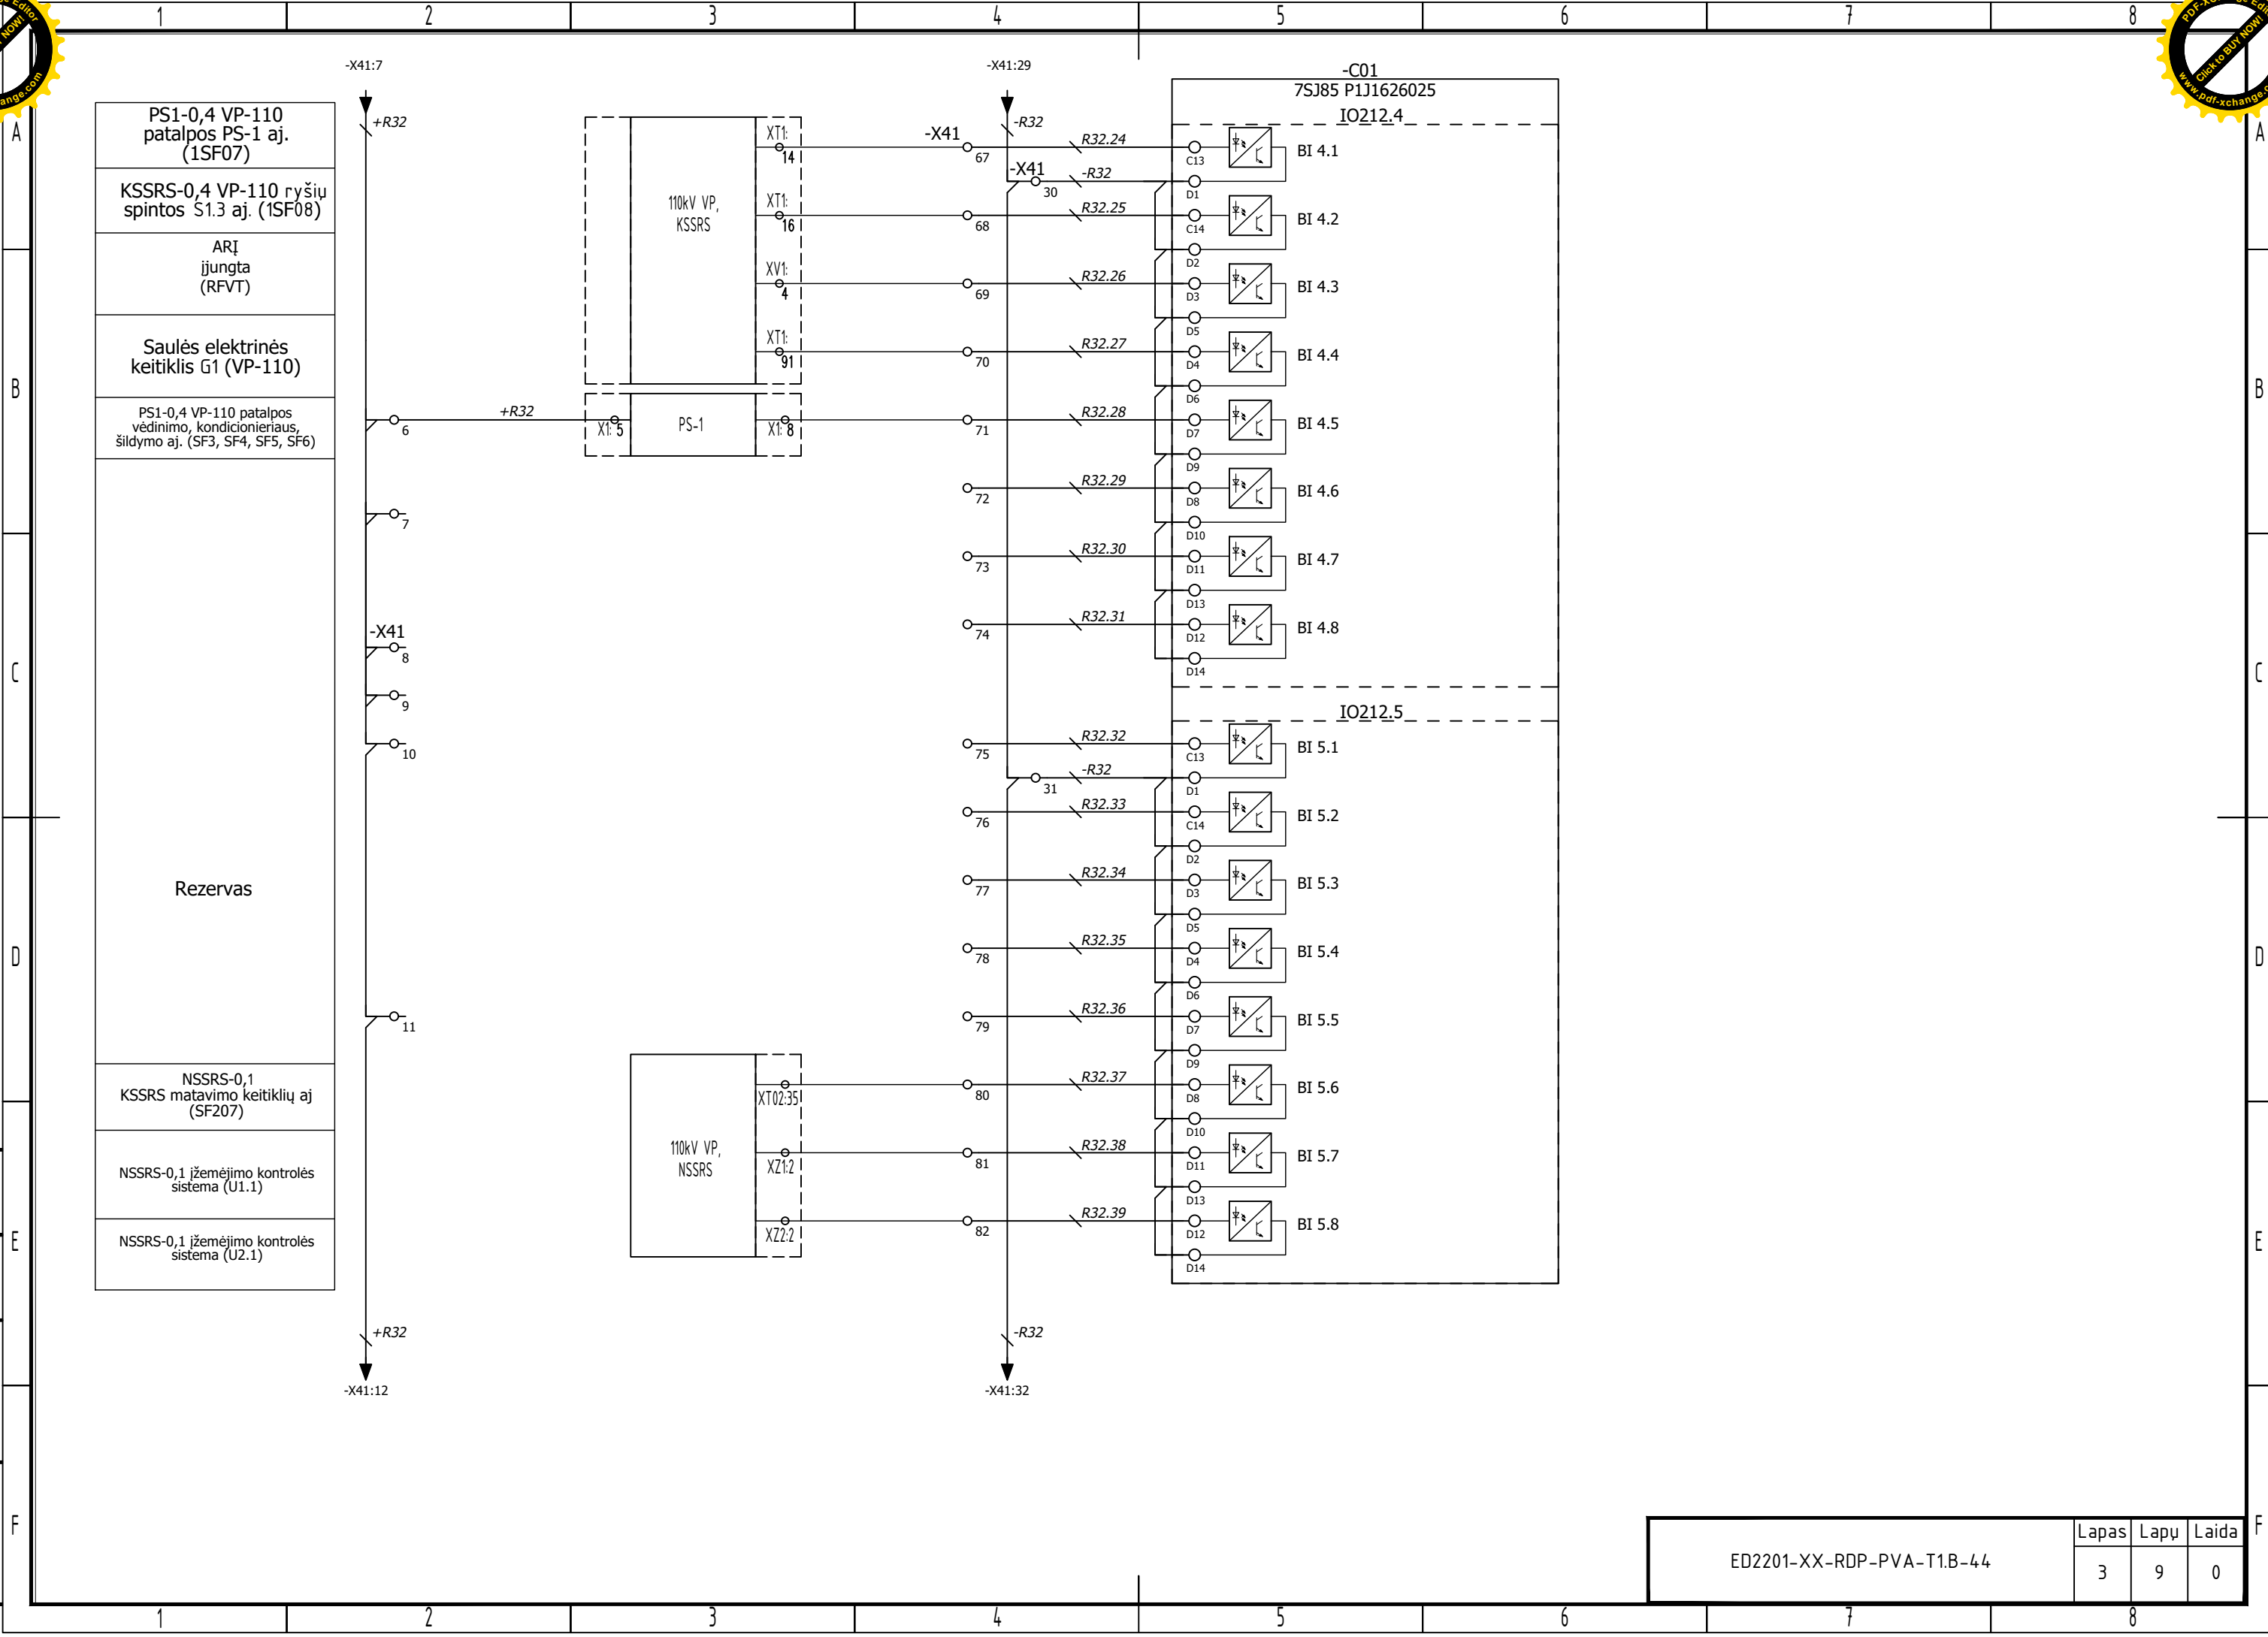 1 2 3 4 5 6 7 8
-X41:7
-X41:29
-C01
7SJ85 P1J1626025
IO212.4
A
A
PS1-0,4 VP-110
patalpos PS-1 aj.
(1SF07)
KSSRS-0,4 VP-110 ryšių
spintos S1.3 aj. (1SF08)
ARĮ
įjungta
(RFVT)
Saulės elektrinės
keitiklis G1 (VP-110)
PS1-0,4 VP-110 patalpos
vėdinimo, kondicionieriaus,
šildymo aj. (SF3, SF4, SF5, SF6)
Rezervas
NSSRS-0,1
KSSRS matavimo keitiklių aj
(SF207)
NSSRS-0,1 įžemėjimo kontrolės
sistema (U1.1)
NSSRS-0,1 įžemėjimo kontrolės
sistema (U2.1)
+R32
6
+R32
7
-X41
8
9
10
11
+R32
-X41:12
110kV VP,
KSSRS
XT1:
14
XT1:
16
XV1:
4
XT1:
91
X1: 5
PS-1
X1: 8
110kV VP,
NSSRS
XT02:35
XZ1:2
XZ2:2
-R32
-X41
67
R32.24
C13
BI 4.1
-X41
30
-R32
D1
68
R32.25
C14
BI 4.2
D2
69
R32.26
D3
BI 4.3
D5
70
R32.27
D4
BI 4.4
D6
71
R32.28
D7
BI 4.5
D9
72
R32.29
D8
BI 4.6
D10
73
R32.30
D11
BI 4.7
D13
74
R32.31
D12
BI 4.8
D14
IO212.5
75
R32.32
C13
BI 5.1
31
-R32
D1
76
R32.33
C14
BI 5.2
D2
77
R32.34
D3
BI 5.3
D5
78
R32.35
D4
BI 5.4
D6
79
R32.36
D7
BI 5.5
D9
80
R32.37
D8
BI 5.6
D10
81
R32.38
D11
BI 5.7
D13
82
R32.39
D12
BI 5.8
D14
-R32
-X41:32
B
B
C
C
D
D
E
E
F
F
ED2201-XX-RDP-PVA-T1.B-44
Lapas Lapų Laida
3 9 0
1 2 3 4 5 6 7 8
Click to BUY NOW!
www.pdf-xchange.c